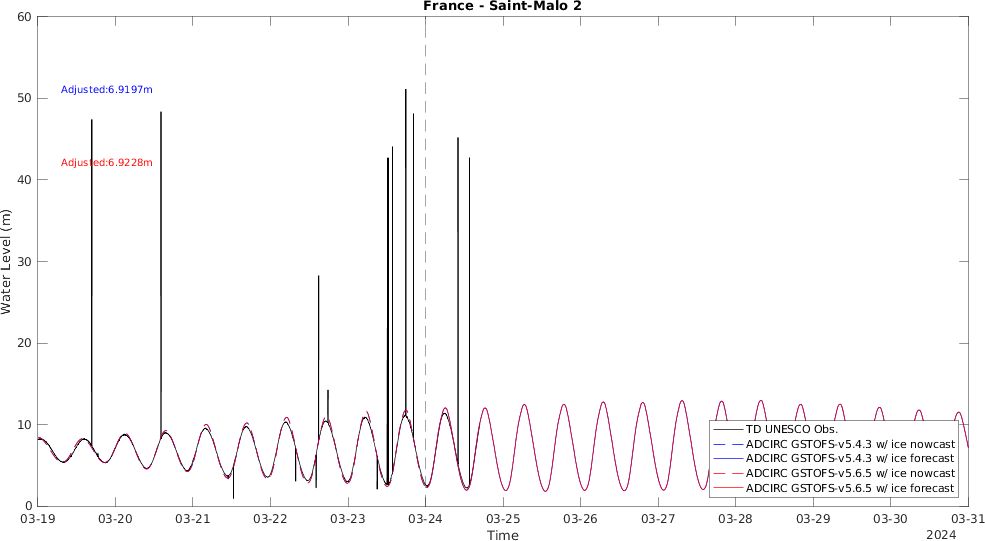 France - Saint-Malo 2
60
50
40
30
20
10
0
Water Level (m)
Adjusted:6.9197m
Adjusted:6.9228m
TD UNESCO Obs.
ADCIRC GSTOFS-v5.4.3 w/ ice nowcast
ADCIRC GSTOFS-v5.4.3 w/ ice forecast
ADCIRC GSTOFS-v5.6.5 w/ ice nowcast
ADCIRC GSTOFS-v5.6.5 w/ ice forecast
03-19 03-20 03-21 03-22 03-23 03-24 03-25 03-26 03-27 03-28 03-29 03-30 03-31
Time
2024